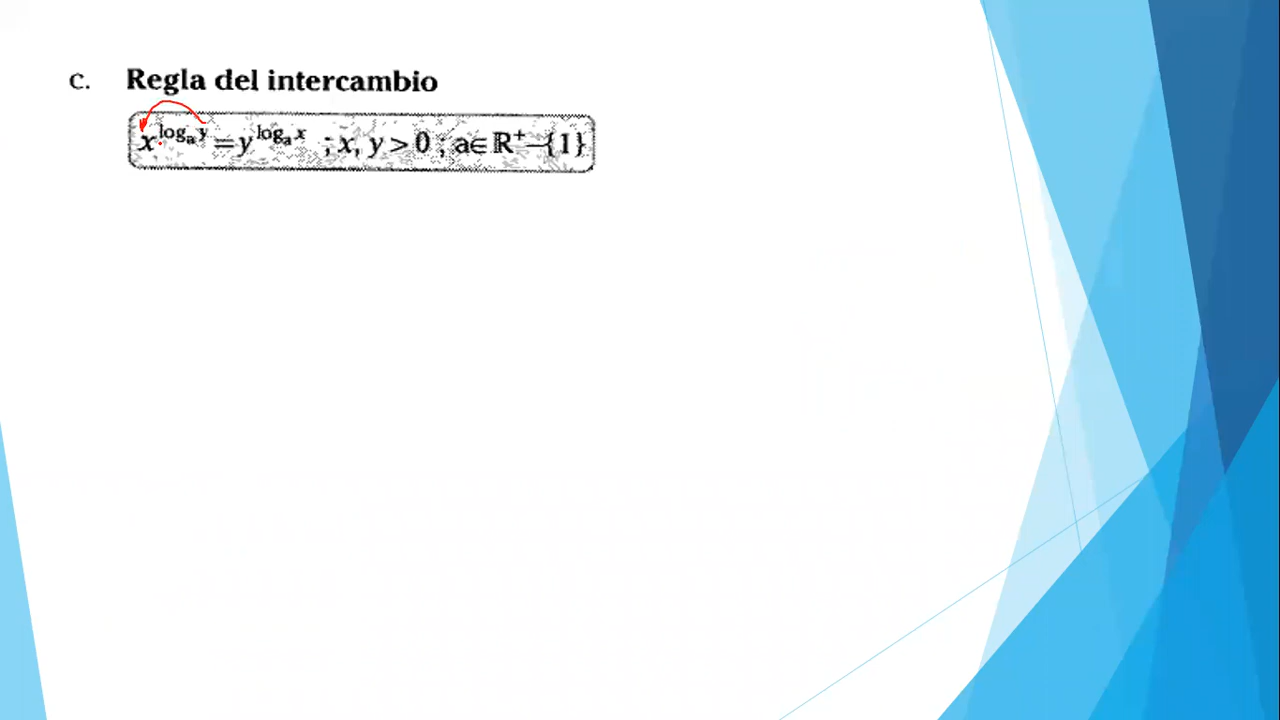 c. Regla del intercambio
x^{log_a y} = y^{log_a x} ; x, y > 0 ; a∈ℝ⁺–{1}